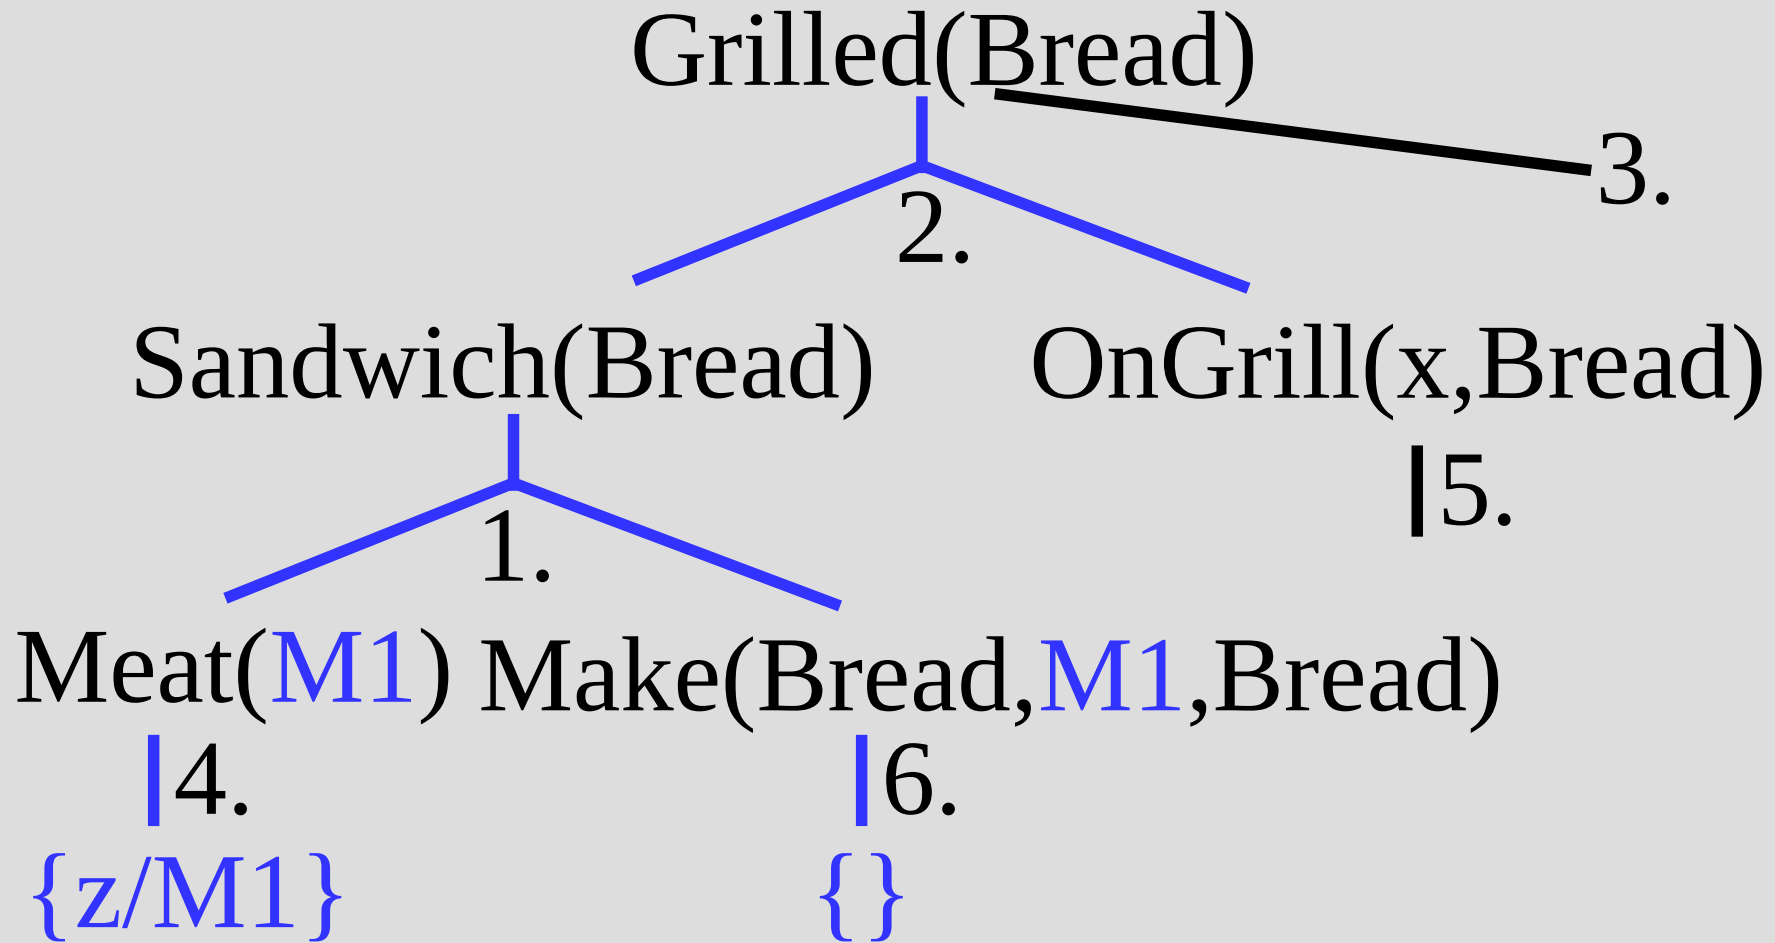 Grilled(Bread)
3.
2.
Sandwich(Bread) OnGrill(x,Bread)
5.
1.
Meat(M1) Make(Bread,M1,Bread)
4. 6.
{z/M1} {}